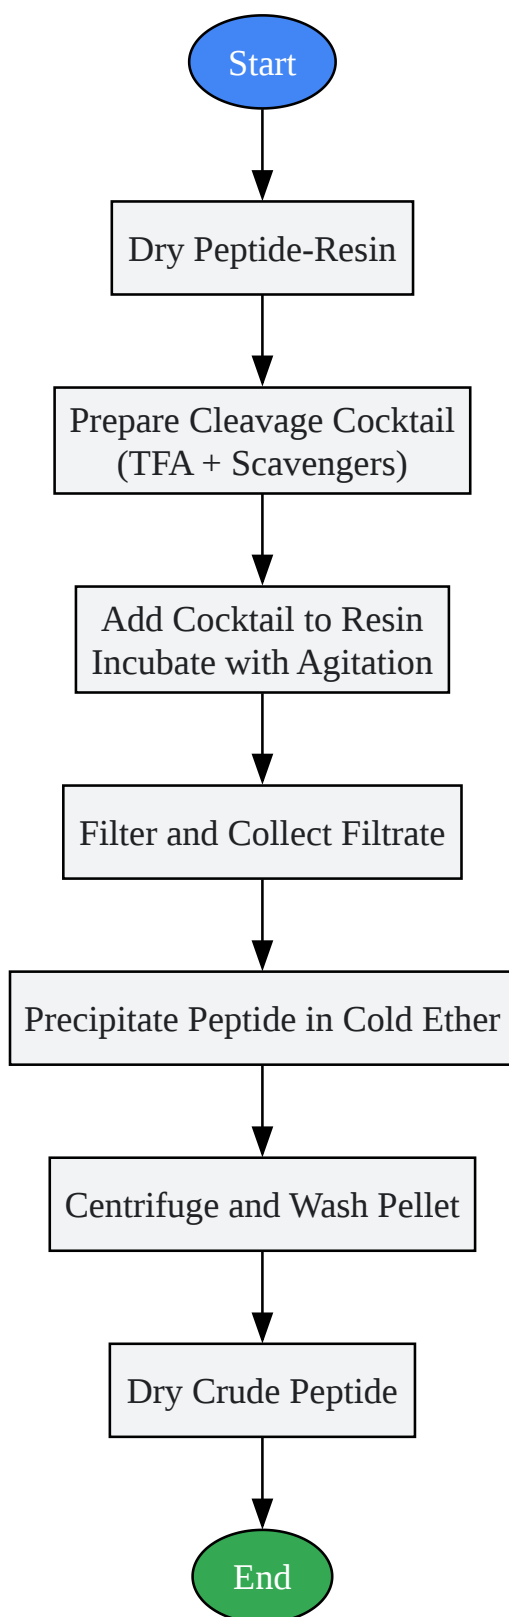 Start
Dry Peptide-Resin
Prepare Cleavage Cocktail
(TFA + Scavengers)
Add Cocktail to Resin
Incubate with Agitation
Filter and Collect Filtrate
Precipitate Peptide in Cold Ether
Centrifuge and Wash Pellet
Dry Crude Peptide
End